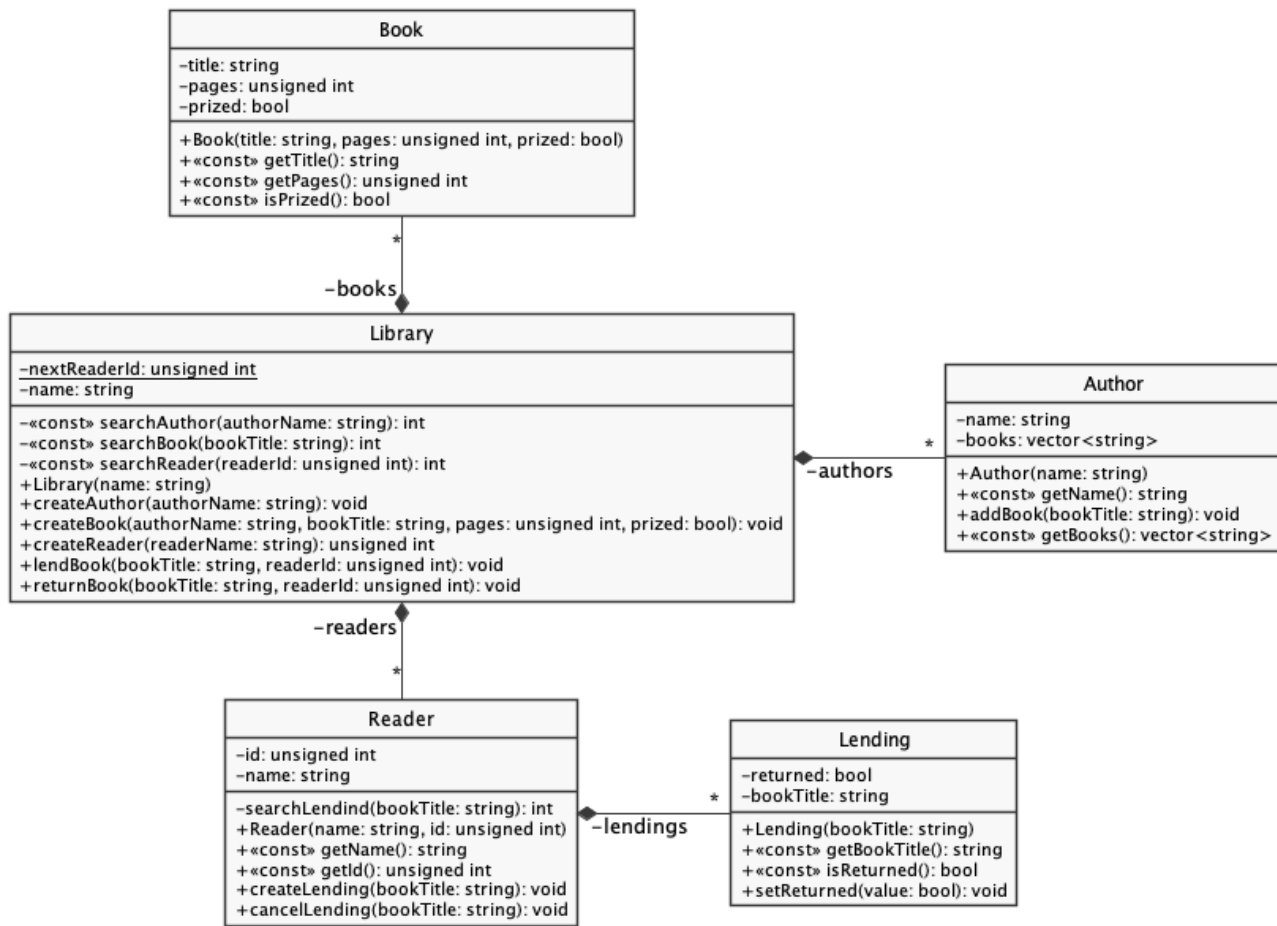 Book
-title: string
-pages: unsigned int
-prized: bool
+Book(title: string, pages: unsigned int, prized: bool)
+«const» getTitle(): string
+«const» getPages(): unsigned int
+«const» isPrized(): bool
*
-books
Library
-nextReaderId: unsigned int
-name: string
-«const» searchAuthor(authorName: string): int
-«const» searchBook(bookTitle: string): int
-«const» searchReader(readerId: unsigned int): int
+Library(name: string)
+createAuthor(authorName: string): void
+createBook(authorName: string, bookTitle: string, pages: unsigned int, prized: bool): void
+createReader(readerName: string): unsigned int
+lendBook(bookTitle: string, readerId: unsigned int): void
+returnBook(bookTitle: string, readerId: unsigned int): void
-authors
*
Author
-name: string
-books: vector<string>
+Author(name: string)
+«const» getName(): string
+addBook(bookTitle: string): void
+«const» getBooks(): vector<string>
-readers
*
Reader
-id: unsigned int
-name: string
-searchLendind(bookTitle: string): int
+Reader(name: string, id: unsigned int)
+«const» getName(): string
+«const» getId(): unsigned int
+createLending(bookTitle: string): void
+cancelLending(bookTitle: string): void
-lendings
*
Lending
-returned: bool
-bookTitle: string
+Lending(bookTitle: string)
+«const» getBookTitle(): string
+«const» isReturned(): bool
+setReturned(value: bool): void